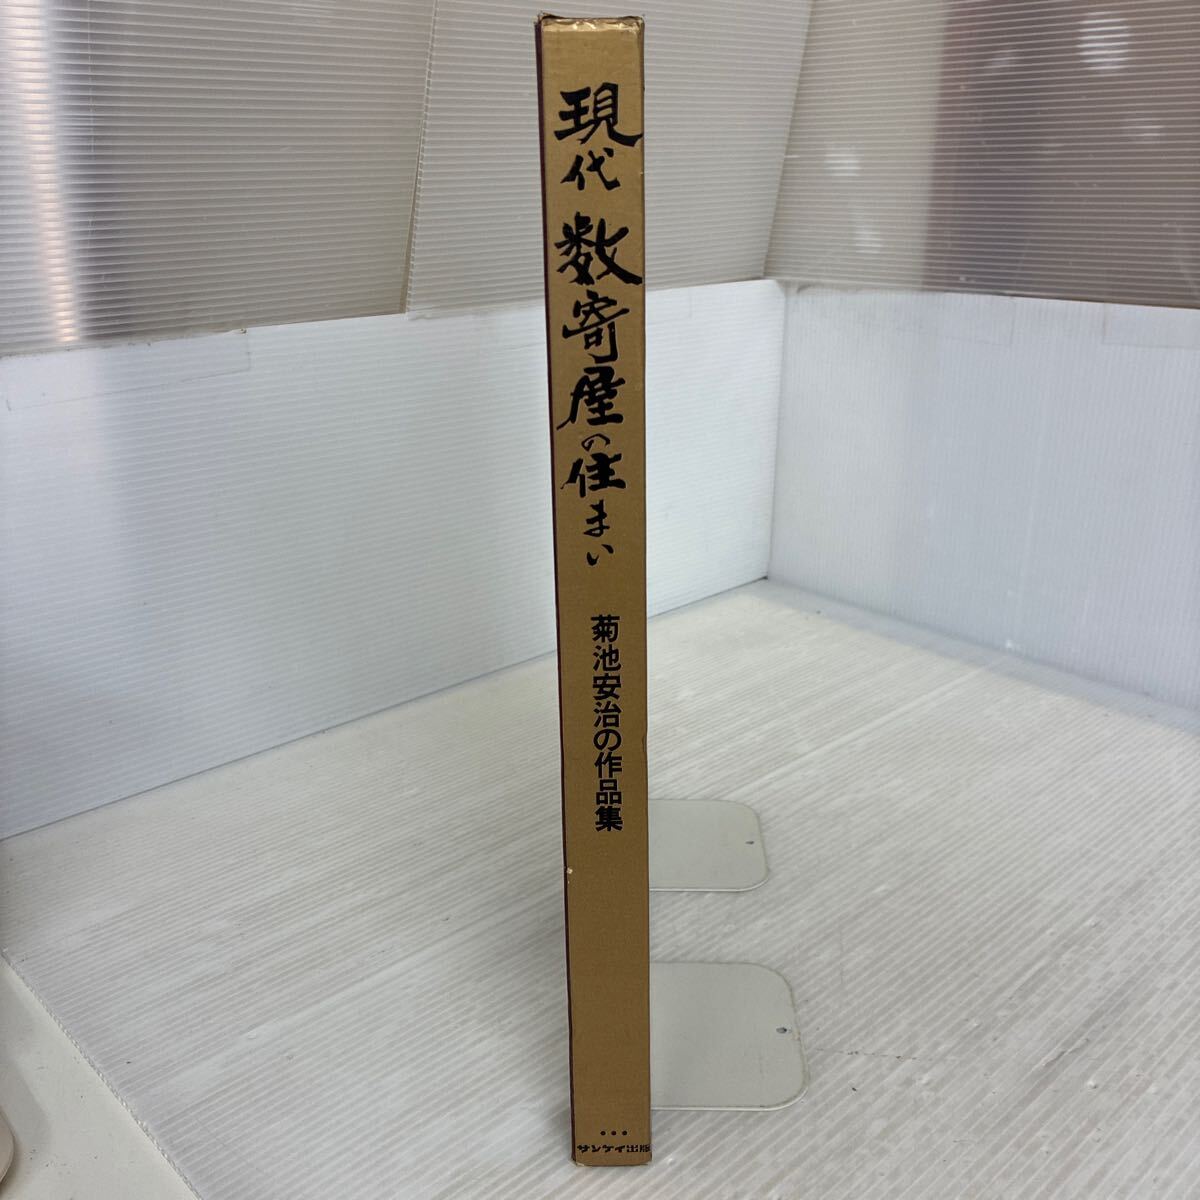 現代数寄屋の住まい
菊池安治の作品集
サンケイ出版